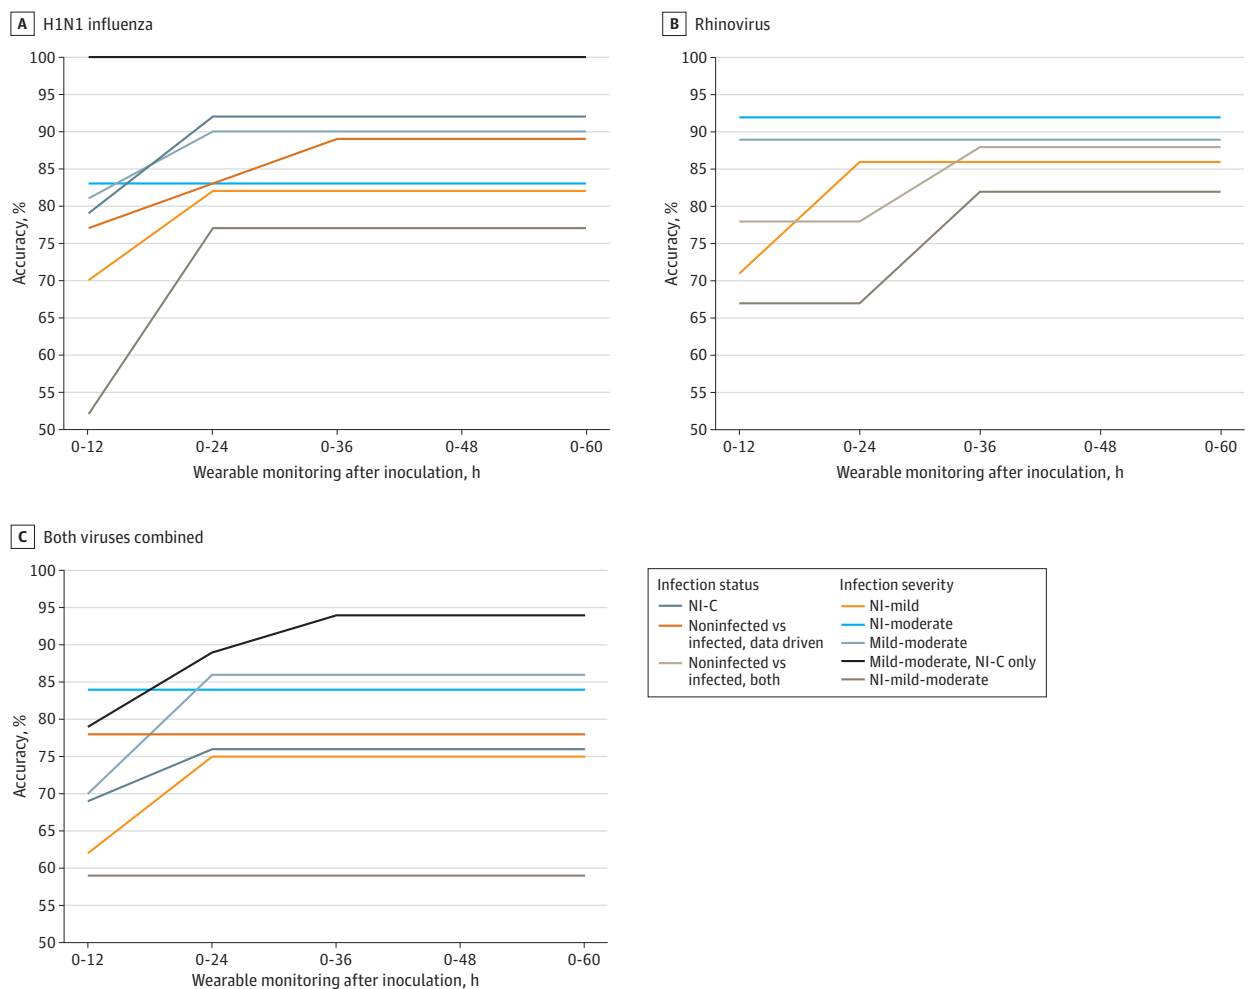 A H1N1 influenza
100
95
90
85
80
75
70
65
60
55
50
Accuracy, %
0-12 0-24 0-36 0-48 0-60
Wearable monitoring after inoculation, h
B Rhinovirus
100
95
90
85
80
75
70
65
60
55
50
Accuracy, %
0-12 0-24 0-36 0-48 0-60
Wearable monitoring after inoculation, h
C Both viruses combined
100
95
90
85
80
75
70
65
60
55
50
Accuracy, %
0-12 0-24 0-36 0-48 0-60
Wearable monitoring after inoculation, h
Infection status
NI-C
Noninfected vs
infected, data driven
Noninfected vs
infected, both
Infection severity
NI-mild
NI-moderate
Mild-moderate
Mild-moderate, NI-C only
NI-mild-moderate